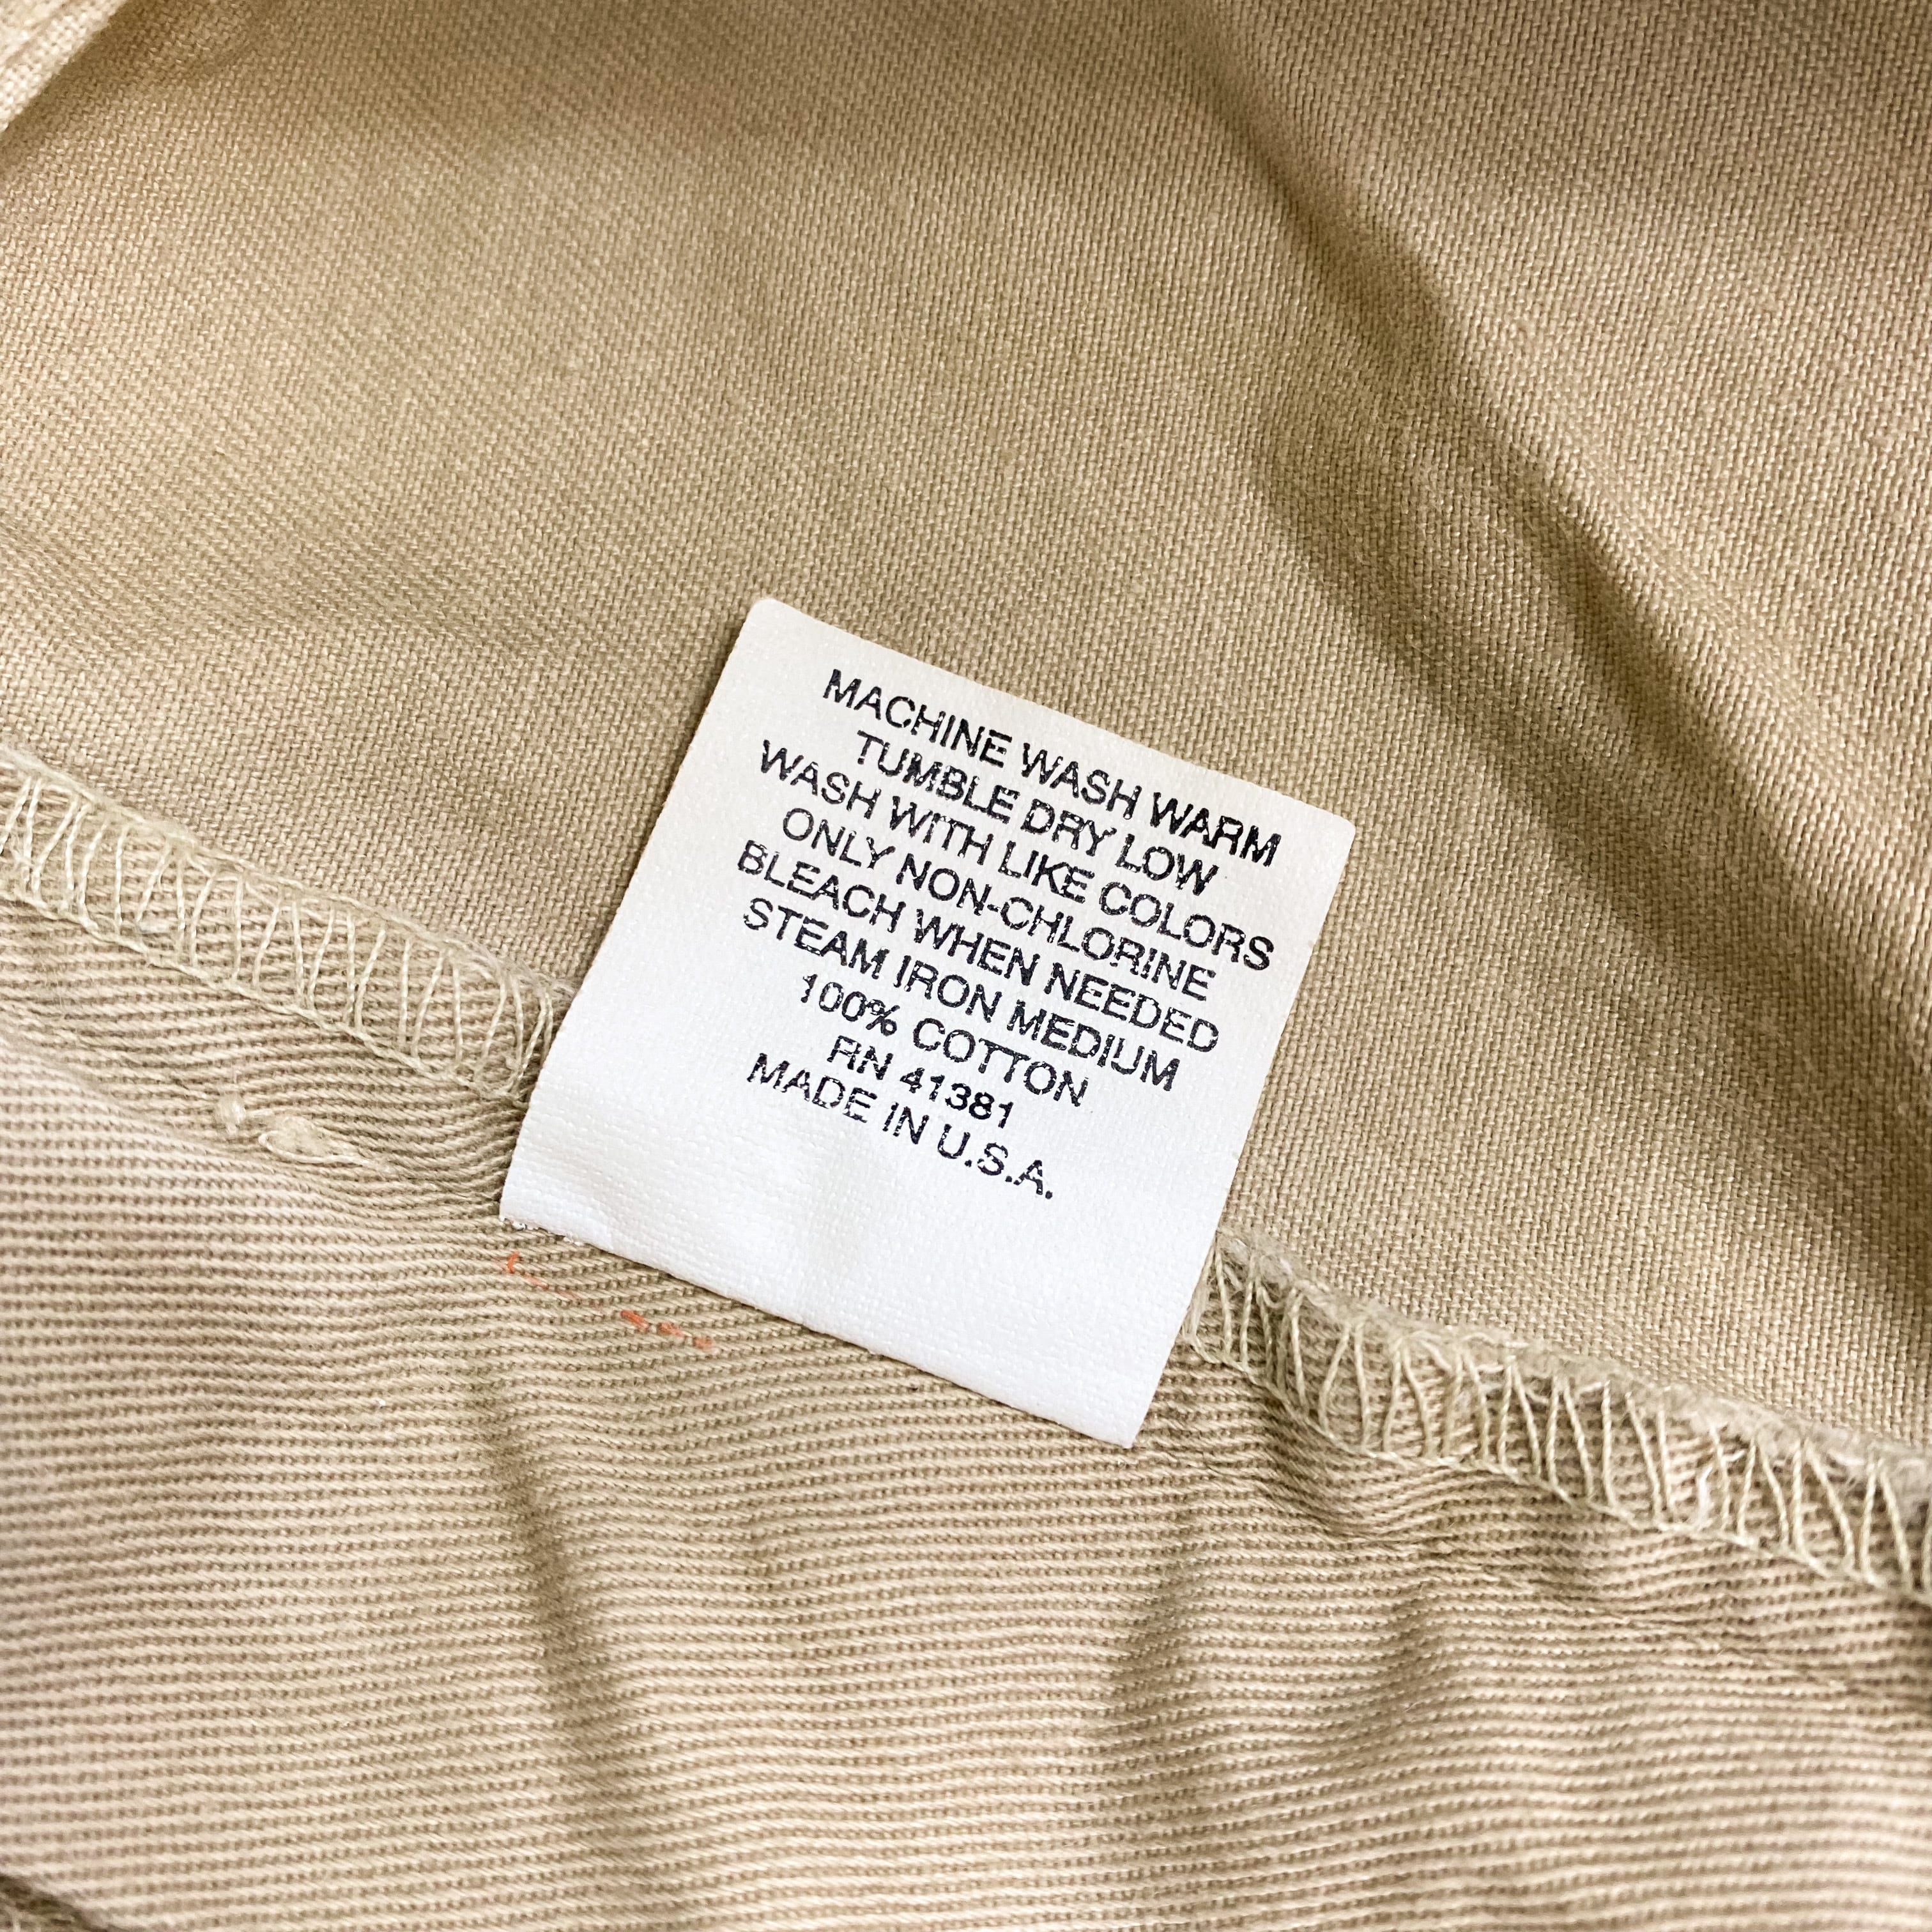 MACHINE WASH WARM
TUMBLE DRY LOW
WASH WITH LIKE COLORS
ONLY NON-CHLORINE
BLEACH WHEN NEEDED
STEAM IRON MEDIUM
100% COTTON
RN 41381
MADE IN U.S.A.